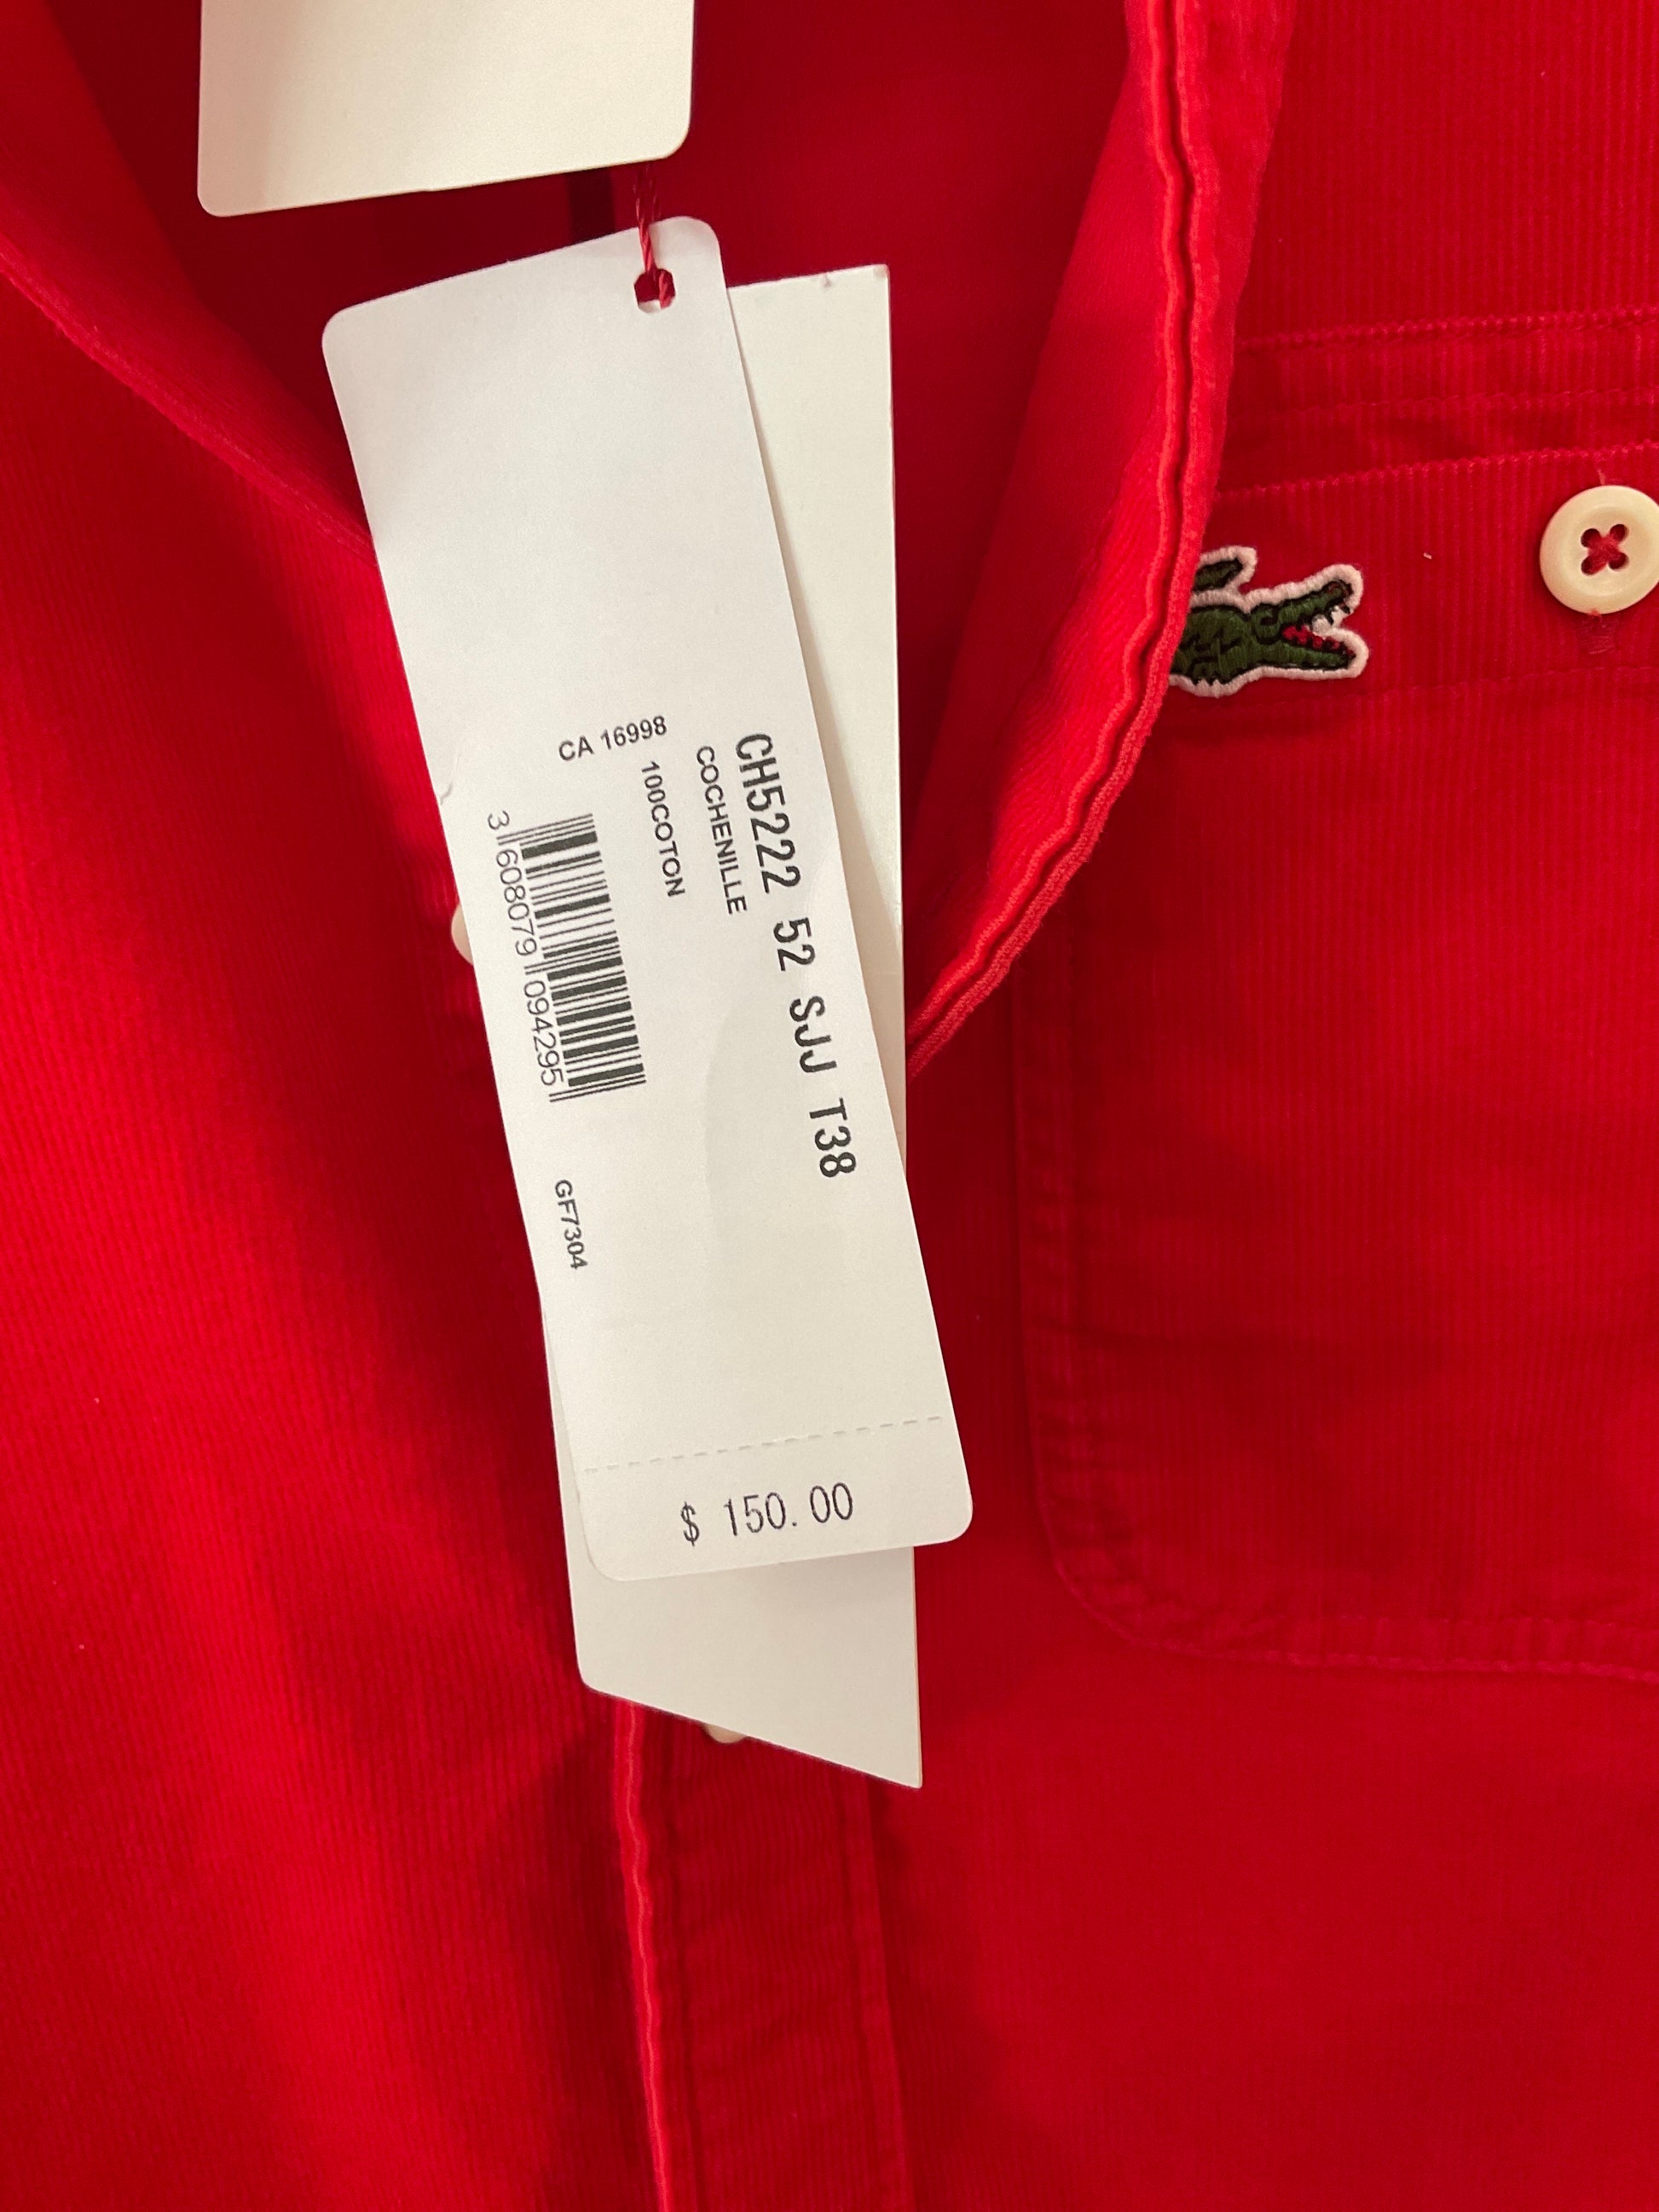 CH5222 52 SJJ T38
COCHENILLE
100COTON
CA 16998
3 608079 094295
GF7304
$ 150.00